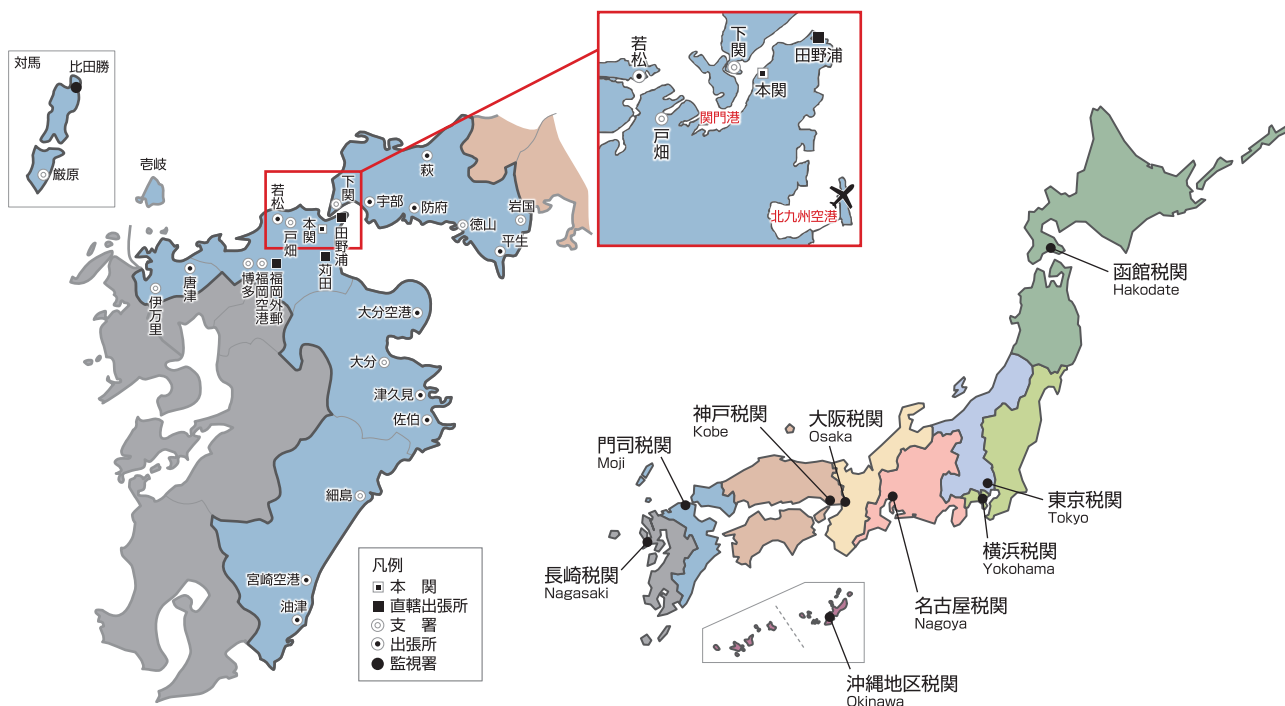 対馬
比田勝
厳原
壱岐
若松
戸畑
本関
下関
田野浦
苅田
萩
宇部
防府
徳山
岩国
平生
伊万里
唐津
博多
福岡空港
福岡外郵
大分空港
大分
津久見
佐伯
細島
宮崎空港
油津
凡例
本 関
直轄出張所
支 署
出張所
監視署
若松
下関
田野浦
本関
戸畑
関門港
北九州空港
函館税関
Hakodate
神戸税関
Kobe
大阪税関
Osaka
門司税関
Moji
東京税関
Tokyo
横浜税関
Yokohama
長崎税関
Nagasaki
名古屋税関
Nagoya
沖縄地区税関
Okinawa